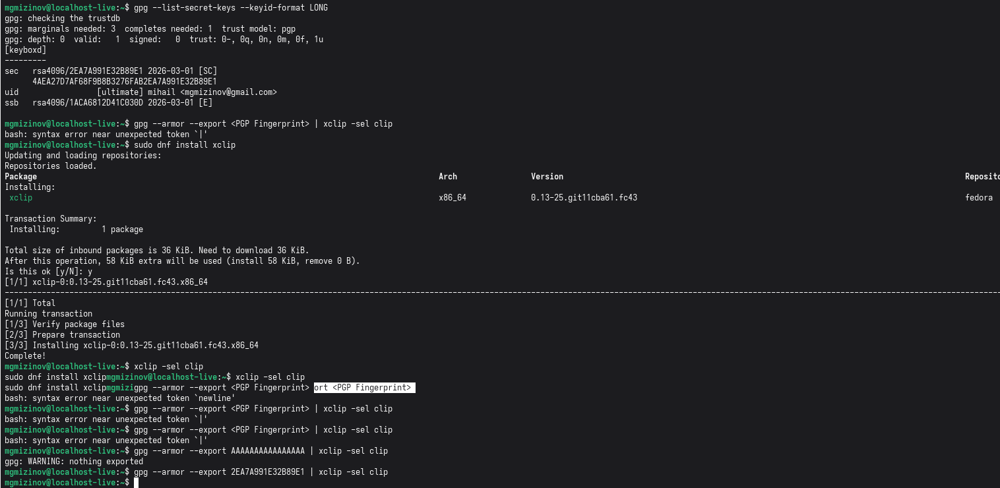 mgmizinov@localhost-live:~$ gpg --list-secret-keys --keyid-format LONG
gpg: checking the trustdb
gpg: marginals needed: 3  completes needed: 1  trust model: pgp
gpg: depth: 0  valid:   1  signed:   0  trust: 0-, 0q, 0n, 0m, 0f, 1u
[keyboxd]
---------
sec   rsa4096/2EA7A991E32B89E1 2026-03-01 [SC]
      4AEA27D7AF68F9B8B3276FAB2EA7A991E32B89E1
uid                 [ultimate] mihail <mgmizinov@gmail.com>
ssb   rsa4096/1ACA6812D41C030D 2026-03-01 [E]

mgmizinov@localhost-live:~$ gpg --armor --export <PGP Fingerprint> | xclip -sel clip
bash: syntax error near unexpected token `|'
mgmizinov@localhost-live:~$ sudo dnf install xclip
Updating and loading repositories:
Repositories loaded.
Package    Arch    Version    Reposito
Installing:
 xclip    x86_64    0.13-25.git11cba61.fc43    fedora

Transaction Summary:
 Installing:         1 package

Total size of inbound packages is 36 KiB. Need to download 36 KiB.
After this operation, 58 KiB extra will be used (install 58 KiB, remove 0 B).
Is this ok [y/N]: y
[1/1] xclip-0:0.13-25.git11cba61.fc43.x86_64
[1/1] Total
Running transaction
[1/3] Verify package files
[2/3] Prepare transaction
[3/3] Installing xclip-0:0.13-25.git11cba61.fc43.x86_64
Complete!
mgmizinov@localhost-live:~$ xclip -sel clip
sudo dnf install xclipmgmizinov@localhost-live:~$ xclip -sel clip
sudo dnf install xclipmgmizigpg --armor --export <PGP Fingerprint> ort <PGP Fingerprint>
bash: syntax error near unexpected token `newline'
mgmizinov@localhost-live:~$ gpg --armor --export <PGP Fingerprint> | xclip -sel clip
bash: syntax error near unexpected token `|'
mgmizinov@localhost-live:~$ gpg --armor --export <PGP Fingerprint> | xclip -sel clip
bash: syntax error near unexpected token `|'
mgmizinov@localhost-live:~$ gpg --armor --export AAAAAAAAAAAAAAAA | xclip -sel clip
gpg: WARNING: nothing exported
mgmizinov@localhost-live:~$ gpg --armor --export 2EA7A991E32B89E1 | xclip -sel clip
mgmizinov@localhost-live:~$